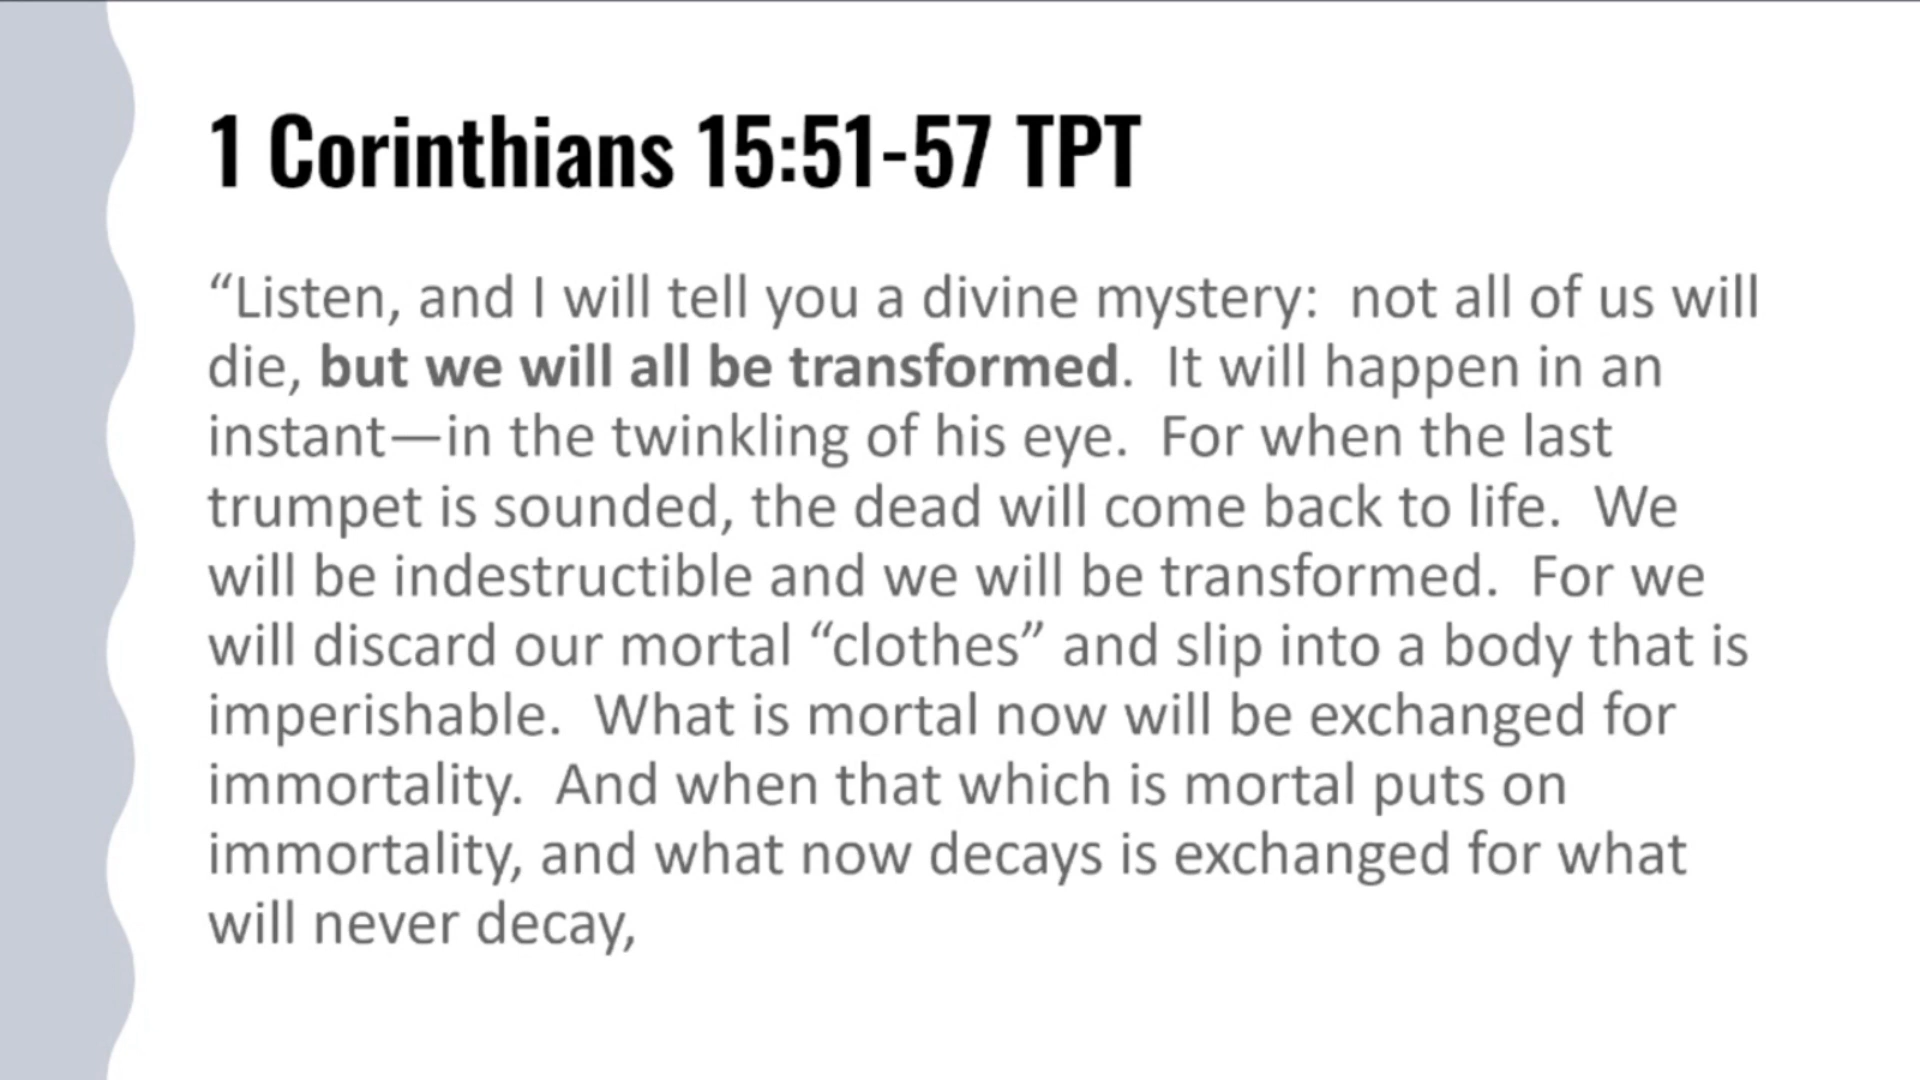 1 Corinthians 15:51-57 TPT
“Listen, and I will tell you a divine mystery:  not all of us will
die, but we will all be transformed.  It will happen in an
instant—in the twinkling of his eye.  For when the last
trumpet is sounded, the dead will come back to life.  We
will be indestructible and we will be transformed.  For we
will discard our mortal “clothes” and slip into a body that is
imperishable.  What is mortal now will be exchanged for
immortality.  And when that which is mortal puts on
immortality, and what now decays is exchanged for what
will never decay,